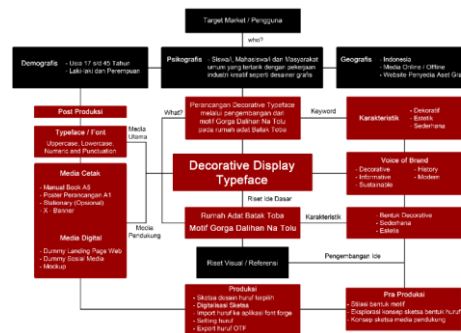 Target Market / Pengguna
who?
Demografis
- Usia 17 s/d 45 Tahun
- Laki-laki dan Perempuan
Psikografis
- Siswa/i, Mahasiswa/i dan Masyarakat
umum yang tertarik dengan pekerjaan
industri kreatif seperti desainer grafis
Geografis
- Indonesia
- Media Online / Offline
- Website Penyedia Aset Grafis
Post Produksi
Typeface / Font
Uppercase, Lowercase,
Numeric and Punctuation
Media
Utama
What?
Perancangan Decorative Typeface
melalui pengembangan dari
motif Gorga Dalihan Na Tolu
pada rumah adat Batak Toba
Keyword
Karakteristik
- Dekoratif
- Estetis
- Sederhana
Media Cetak
- Manual Book A5
- Poster Perancangan A1
- Stationary (Opsional)
- X - Banner
Media Digital
- Dummy Landing Page Web
- Dummy Sosial Media
- Mockup
Media
Pendukung
Decorative Display
Typeface
Voice of Brand
- Decorative
- Informative
- Sustainable
- History
- Modern
Riset Ide Dasar
Rumah Adat Batak Toba
Motif Gorga Dalihan Na Tolu
Karakteristik
- Bentuk Decorative
- Sederhana
- Estetis
Riset Visual / Referensi
Pengembangan Ide
Produksi
- Sketsa desain huruf terpilih
- Digitalisasi Sketsa
- Import huruf ke aplikasi font forge
- Setting huruf
- Export huruf OTF
Pra Produksi
- Stilasi bentuk motif
- Eksplorasi konsep sketsa bentuk huruf
- Konsep sketsa media pendukung